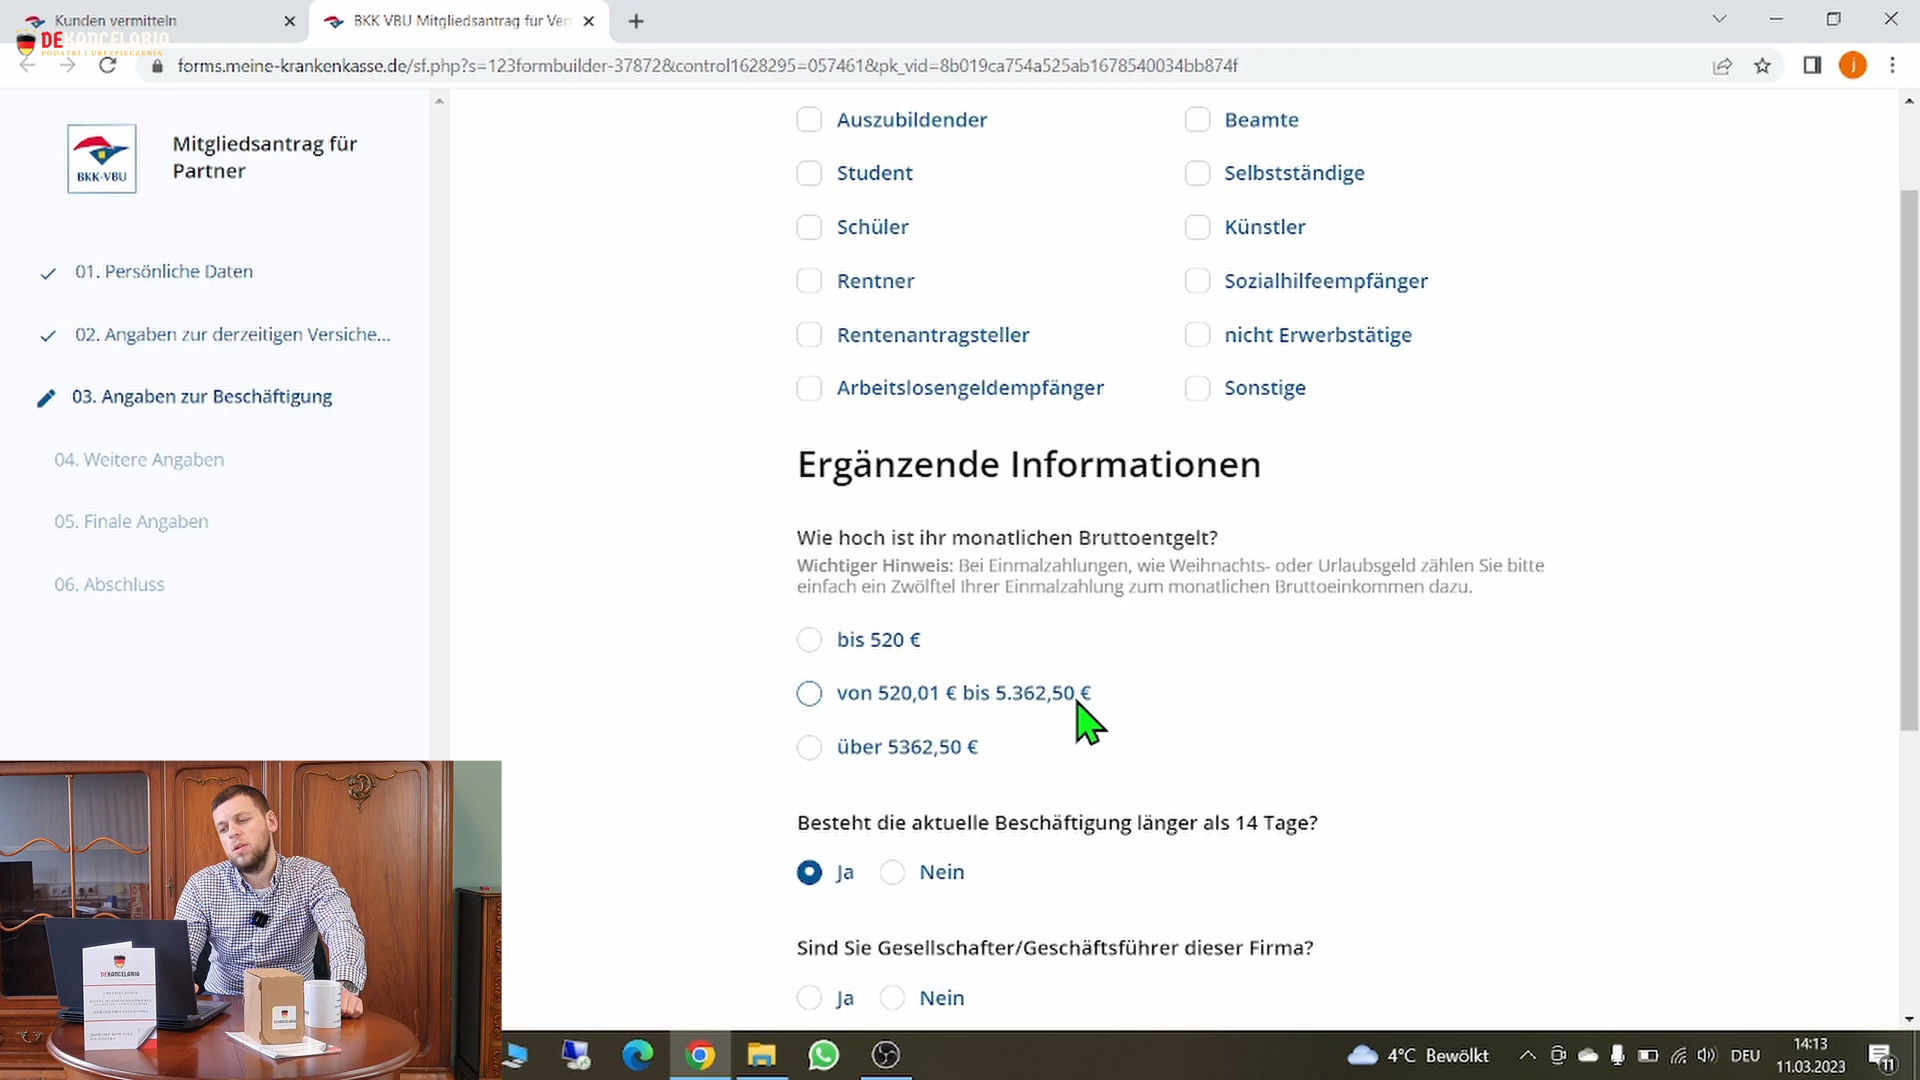 Kunden vermitteln
BKK VBU Mitgliedsantrag für Ver
DEKANCELARIA
PODATKI I UBEZPIECZENIA
forms.meine-krankenkasse.de/sf.php?s=123formbuilder-37872&control1628295=057461&pk_vid=8b019ca754a525ab1678540034bb874f
j
BKK·VBU
Mitgliedsantrag für
Partner
01. Persönliche Daten
02. Angaben zur derzeitigen Versiche...
03. Angaben zur Beschäftigung
04. Weitere Angaben
05. Finale Angaben
06. Abschluss
Auszubildender
Beamte
Student
Selbstständige
Schüler
Künstler
Rentner
Sozialhilfeempfänger
Rentenantragsteller
nicht Erwerbstätige
Arbeitslosengeldempfänger
Sonstige
Ergänzende Informationen
Wie hoch ist ihr monatlichen Bruttoentgelt?
Wichtiger Hinweis: Bei Einmalzahlungen, wie Weihnachts- oder Urlaubsgeld zählen Sie bitte
einfach ein Zwölftel Ihrer Einmalzahlung zum monatlichen Bruttoeinkommen dazu.
bis 520 €
von 520,01 € bis 5.362,50 €
über 5362,50 €
Besteht die aktuelle Beschäftigung länger als 14 Tage?
Ja
Nein
Sind Sie Gesellschafter/Geschäftsführer dieser Firma?
Ja
Nein
DEKANCELARIA
UBEZPIECZENIA
4°C Bewölkt
DEU
14:13
11.03.2023
11